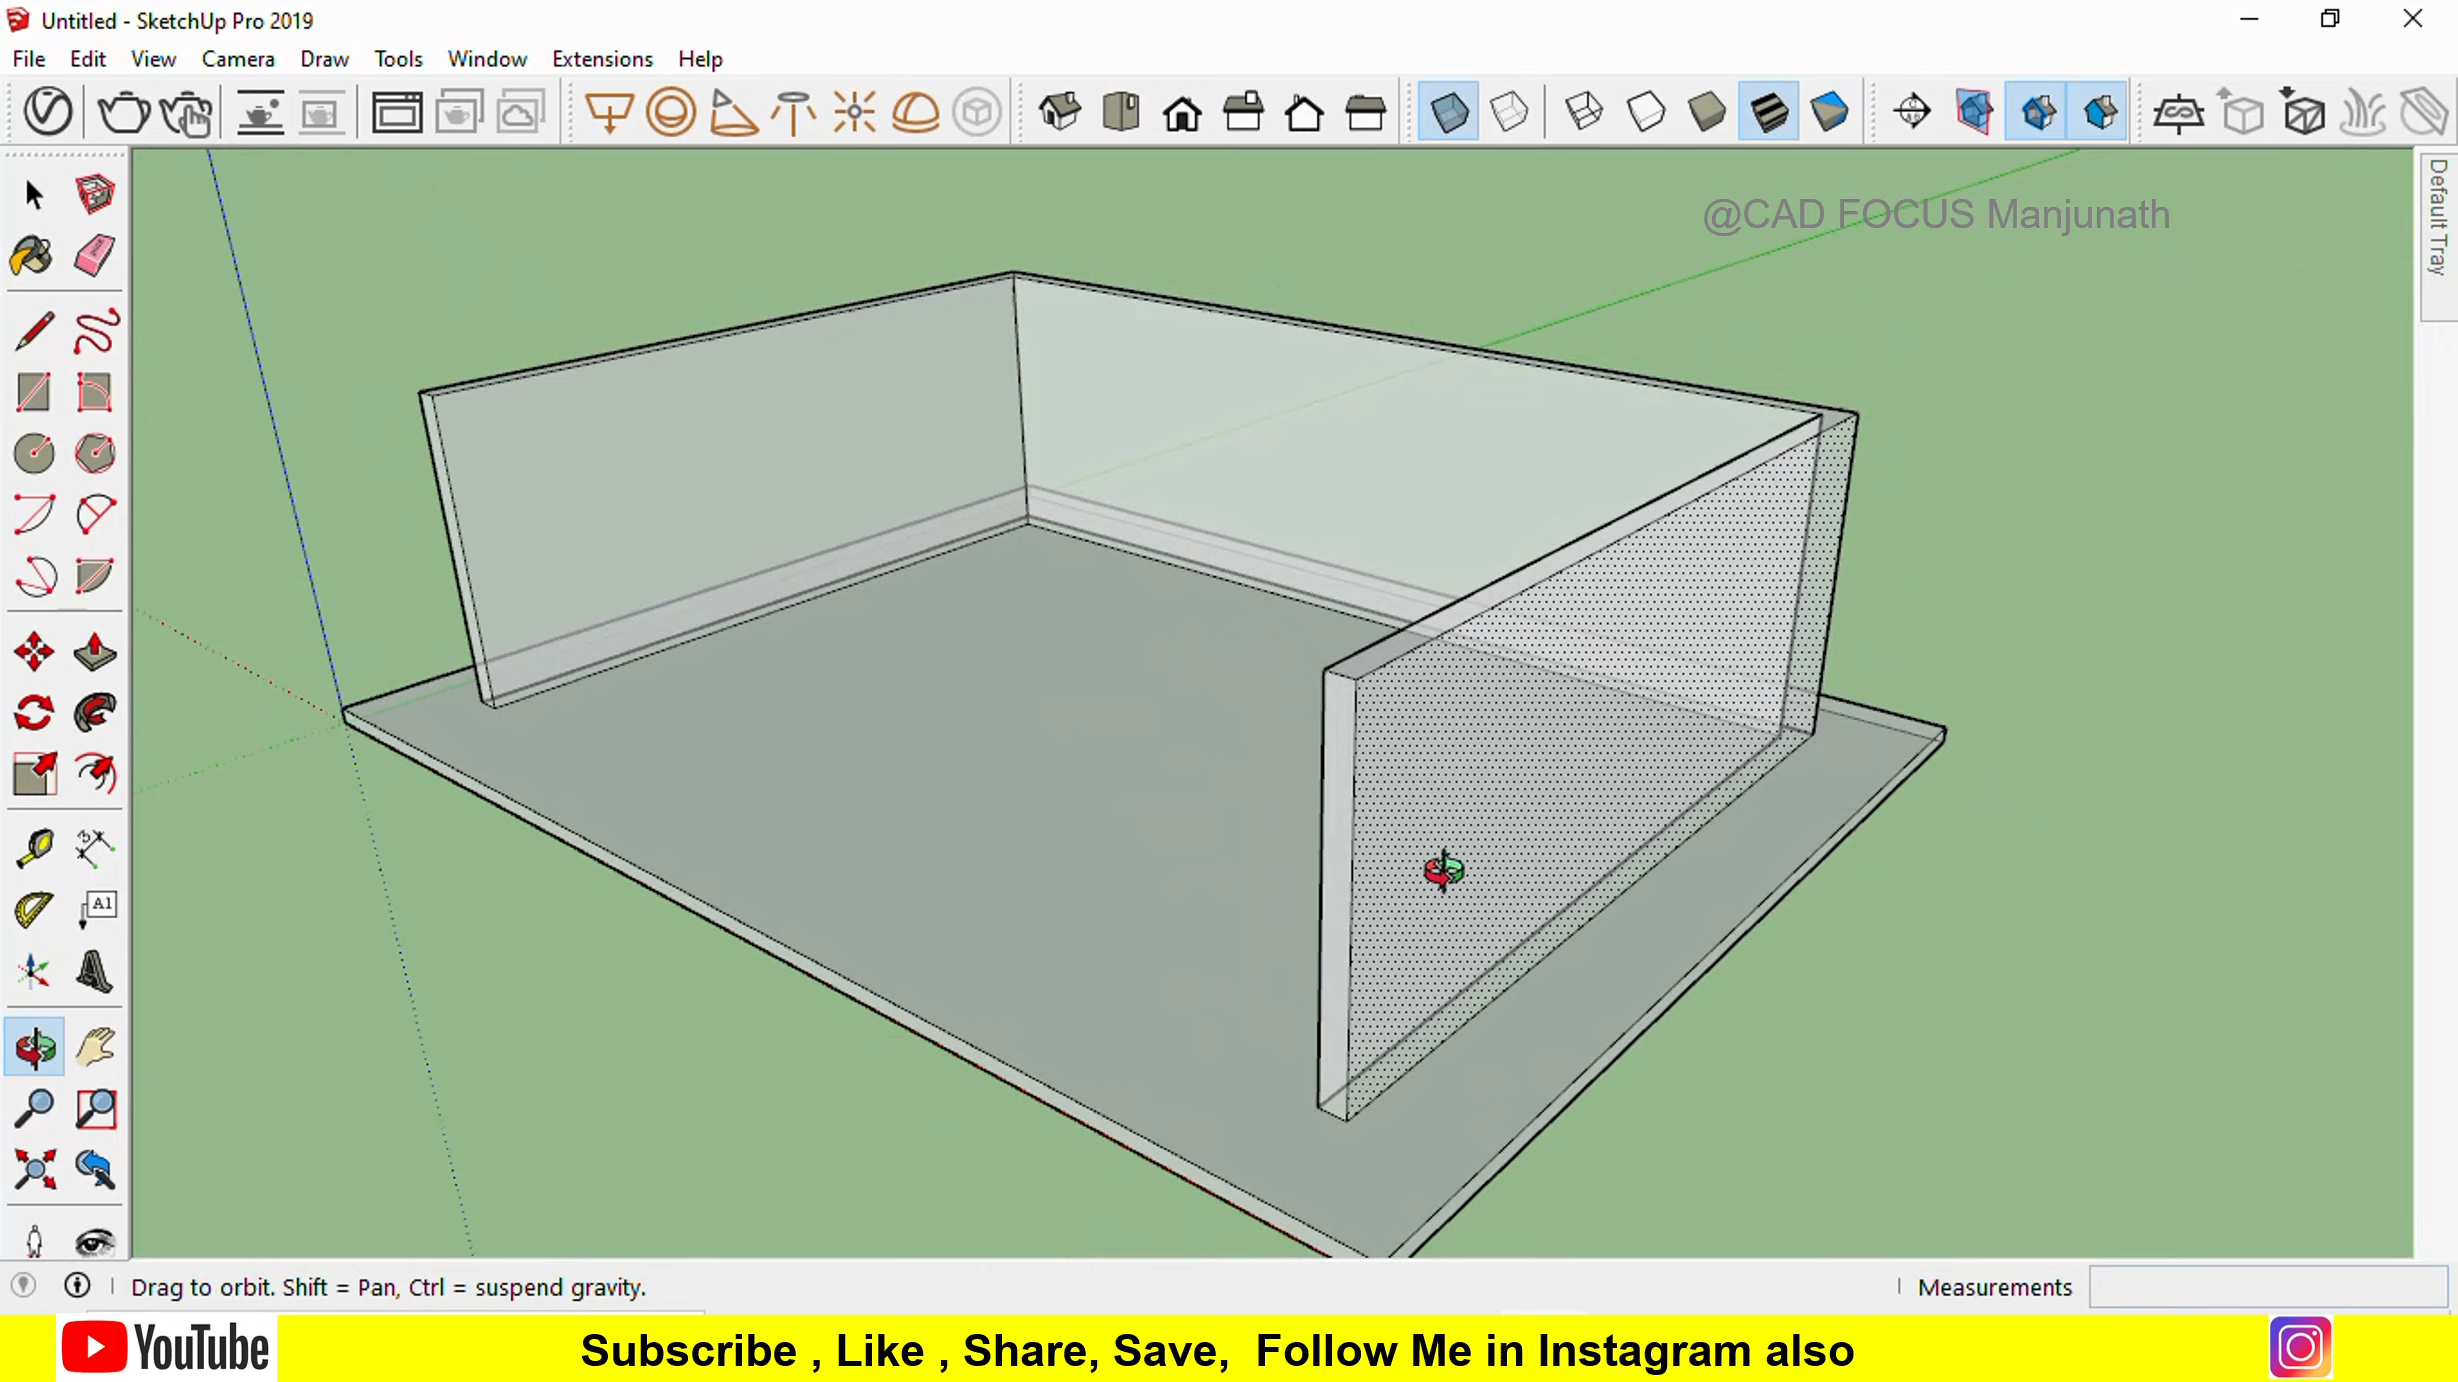 Untitled - SketchUp Pro 2019
File Edit View Camera Draw Tools Window Extensions Help
@CAD FOCUS Manjunath
Default Tray
A1
Drag to orbit. Shift = Pan, Ctrl = suspend gravity.
Measurements
YouTube
Subscribe , Like , Share, Save, Follow Me in Instagram also